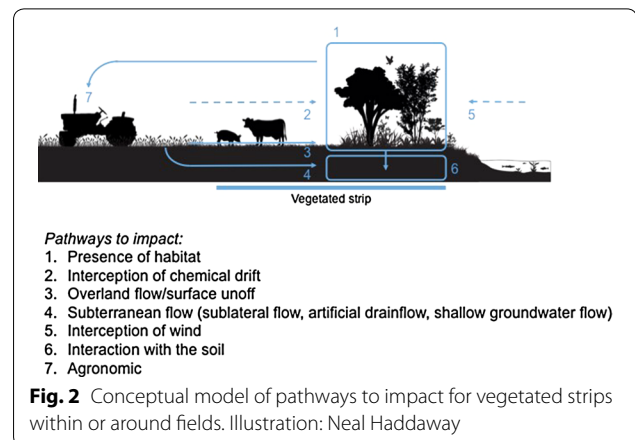 1
7
2
5
3
4
6
Vegetated strip
Pathways to impact:
1. Presence of habitat
2. Interception of chemical drift
3. Overland flow/surface unoff
4. Subterranean flow (sublateral flow, artificial drainflow, shallow groundwater flow)
5. Interception of wind
6. Interaction with the soil
7. Agronomic
Fig. 2 Conceptual model of pathways to impact for vegetated strips
within or around fields. Illustration: Neal Haddaway